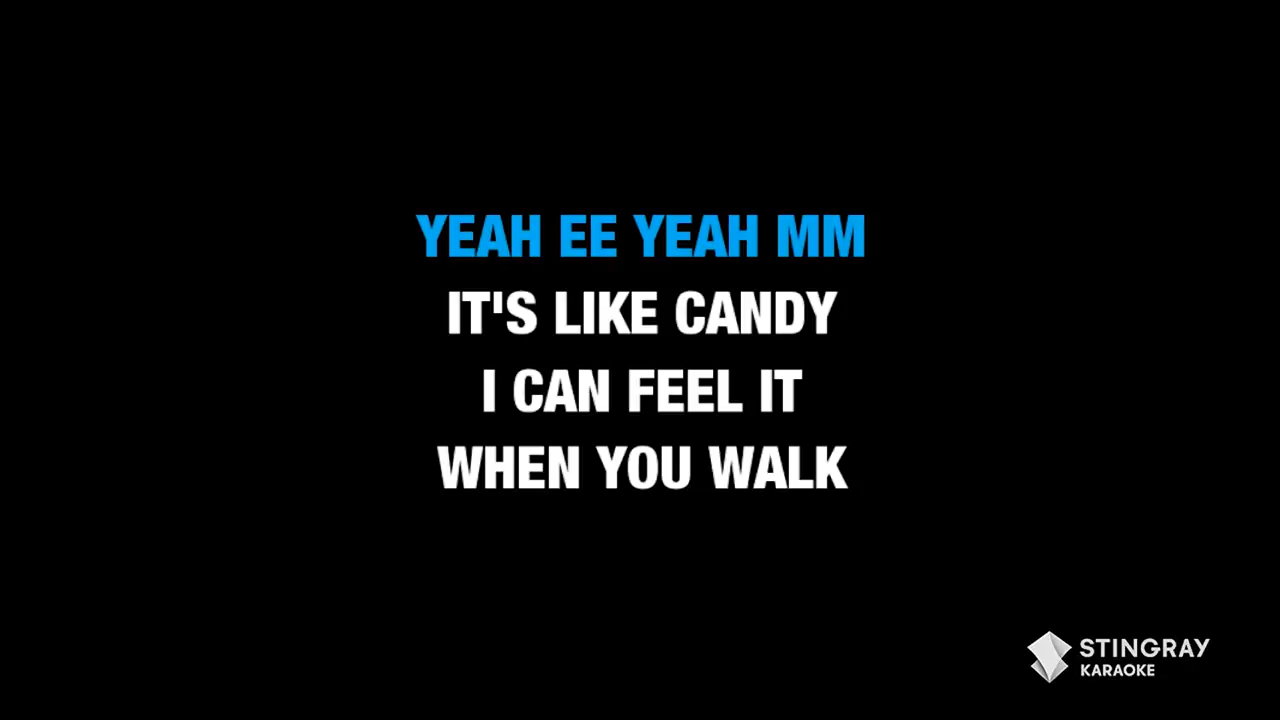 YEAH EE YEAH MM
IT'S LIKE CANDY
I CAN FEEL IT
WHEN YOU WALK
STINGRAY
KARAOKE